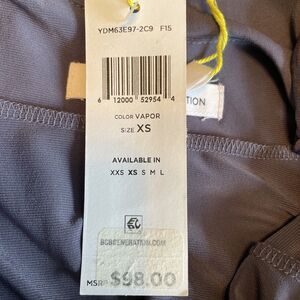 YDM63E97-2C9 F15
6 12000 52954 4
TION
COLOR VAPOR
SIZE XS
AVAILABLE IN
XXS XS S M L
BCBGENERATION.COM
MSRP $98.00